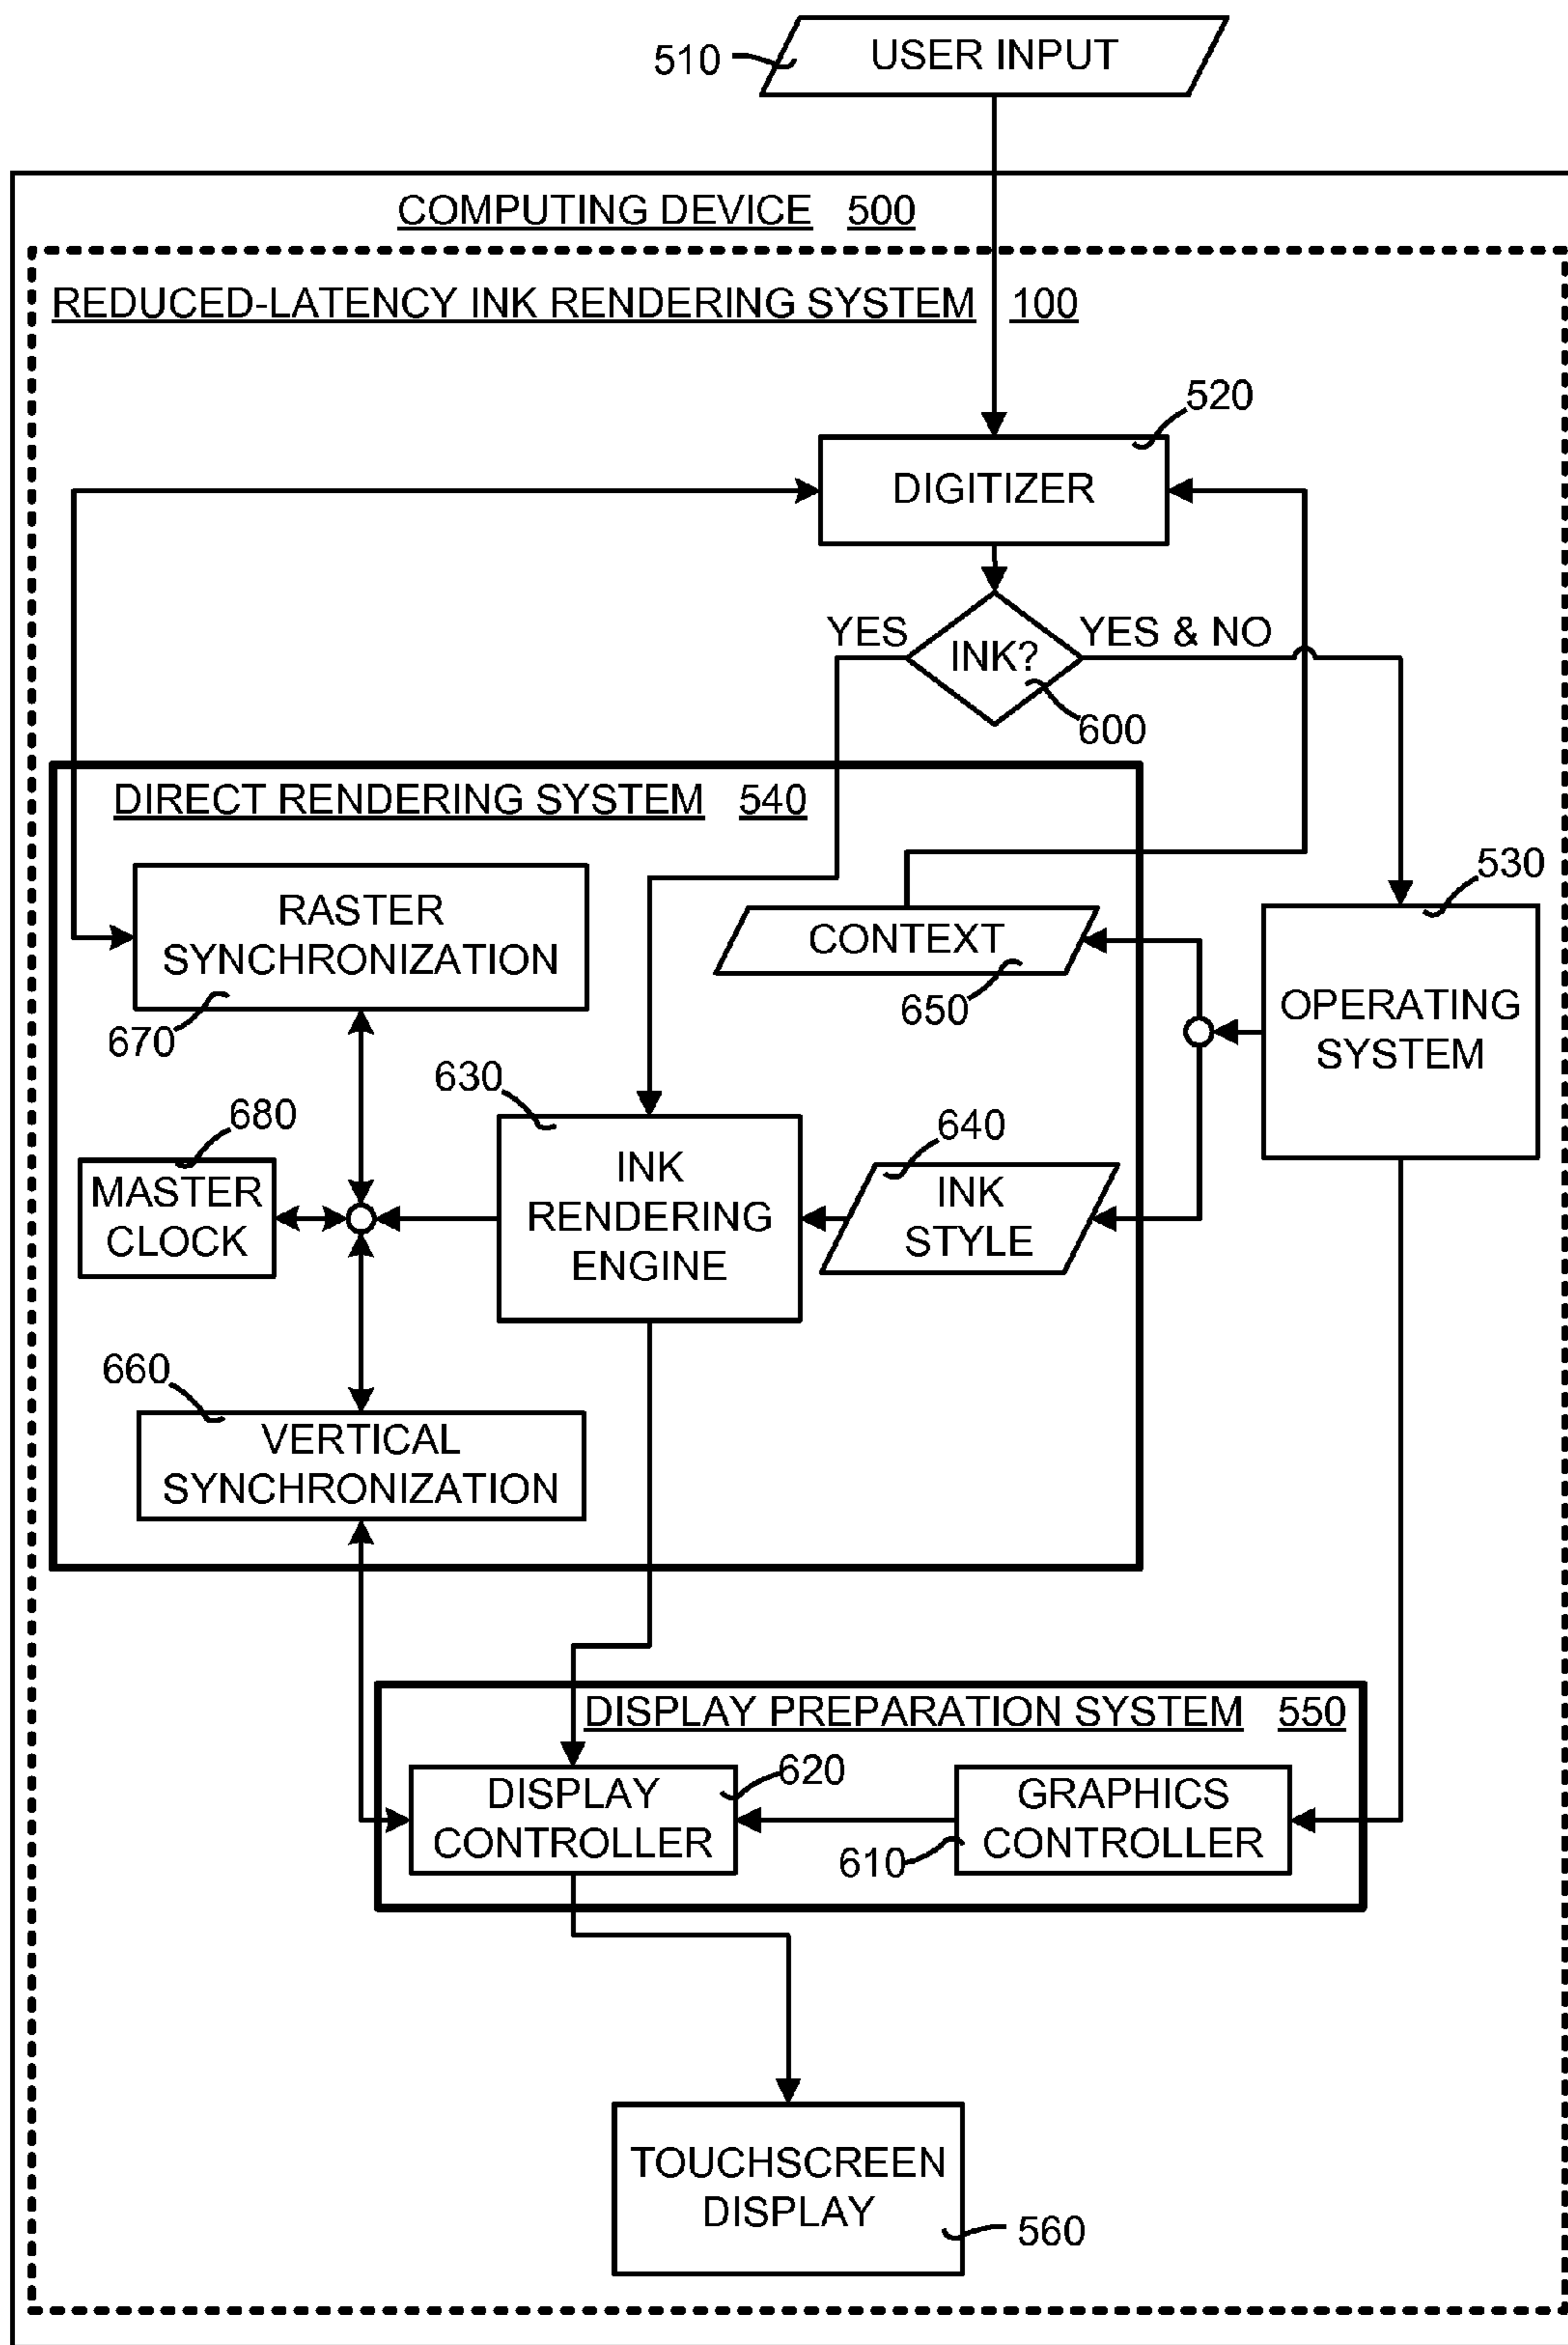 510 USER INPUT
COMPUTING DEVICE 500
REDUCED-LATENCY INK RENDERING SYSTEM 100
520
DIGITIZER
YES
INK?
YES & NO
600
DIRECT RENDERING SYSTEM 540
530
RASTER
SYNCHRONIZATION
670
CONTEXT
650
OPERATING
SYSTEM
630
680
MASTER
CLOCK
INK
RENDERING
ENGINE
640
INK
STYLE
660
VERTICAL
SYNCHRONIZATION
DISPLAY PREPARATION SYSTEM 550
DISPLAY
CONTROLLER
620
610
GRAPHICS
CONTROLLER
TOUCHSCREEN
DISPLAY
560